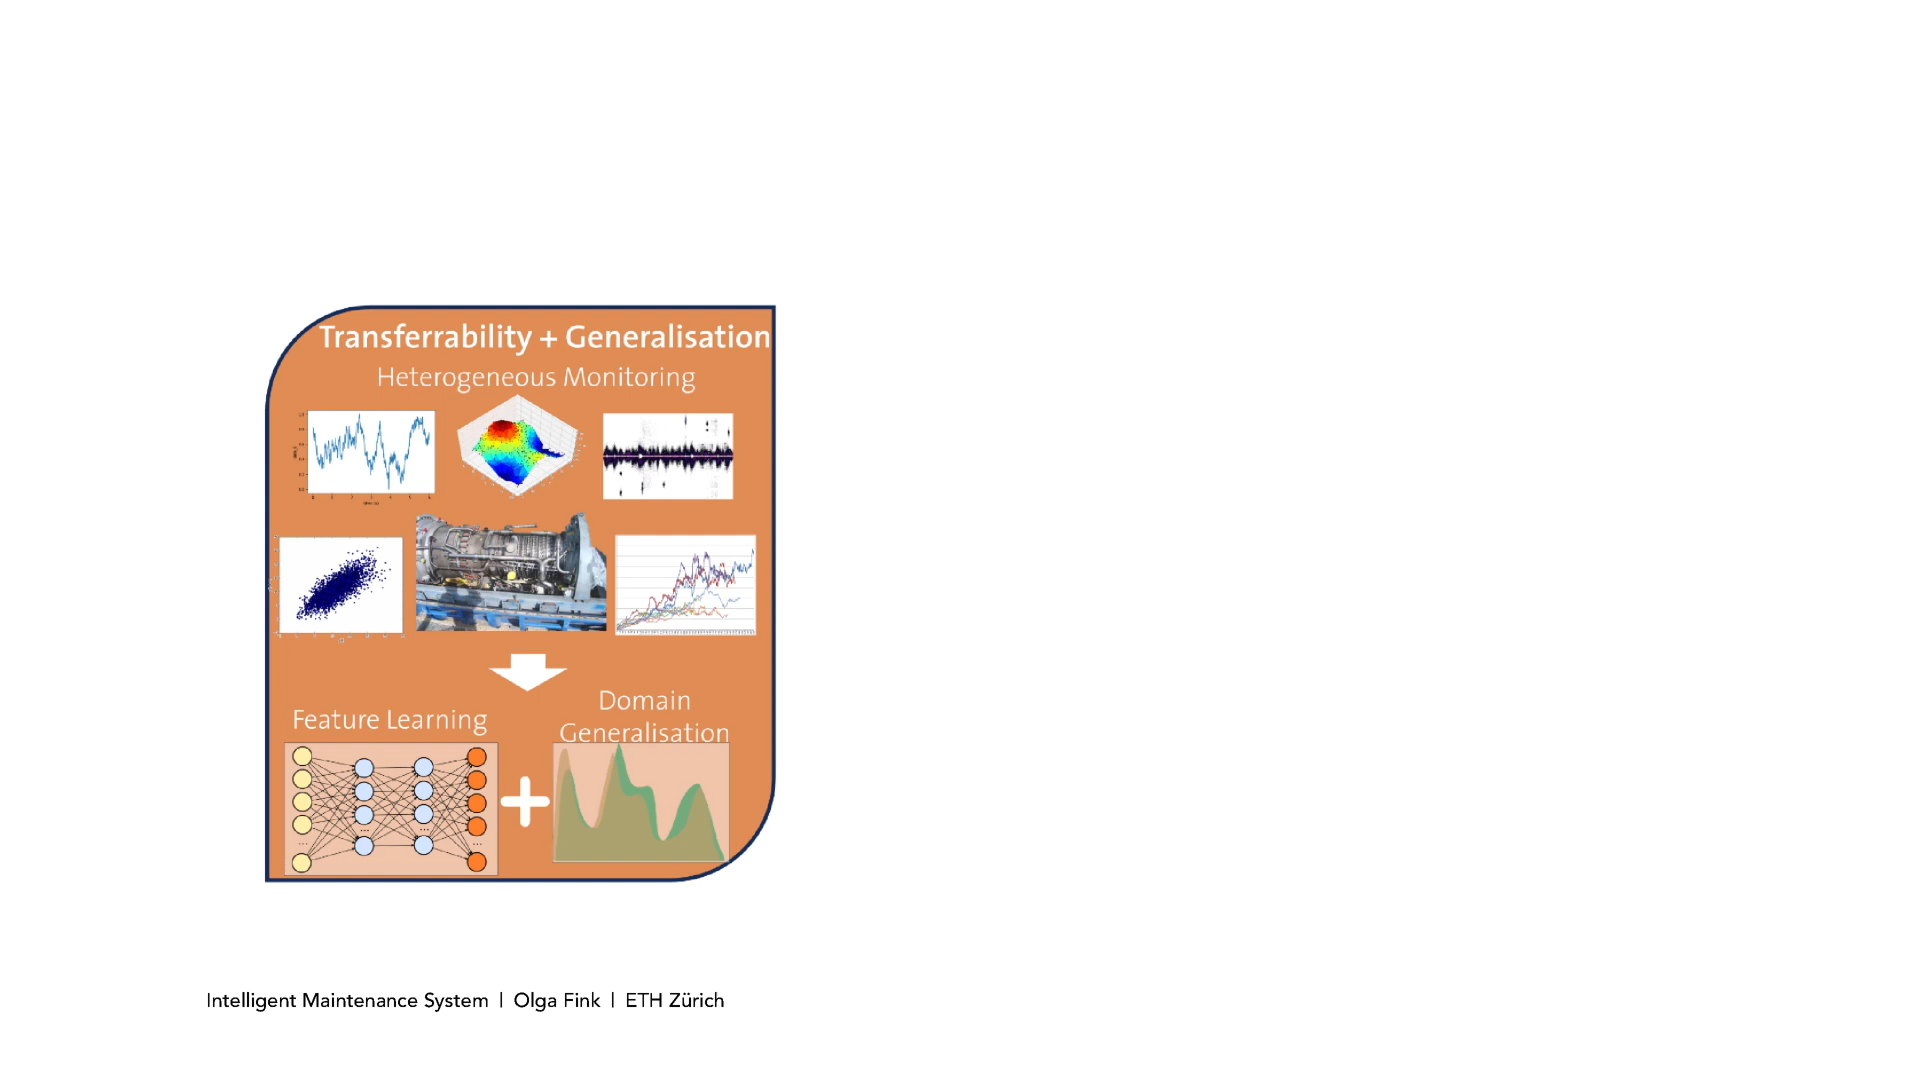 Transferrability + Generalisation
Heterogeneous Monitoring
Feature Learning
Domain
Generalisation
Intelligent Maintenance System | Olga Fink | ETH Zürich